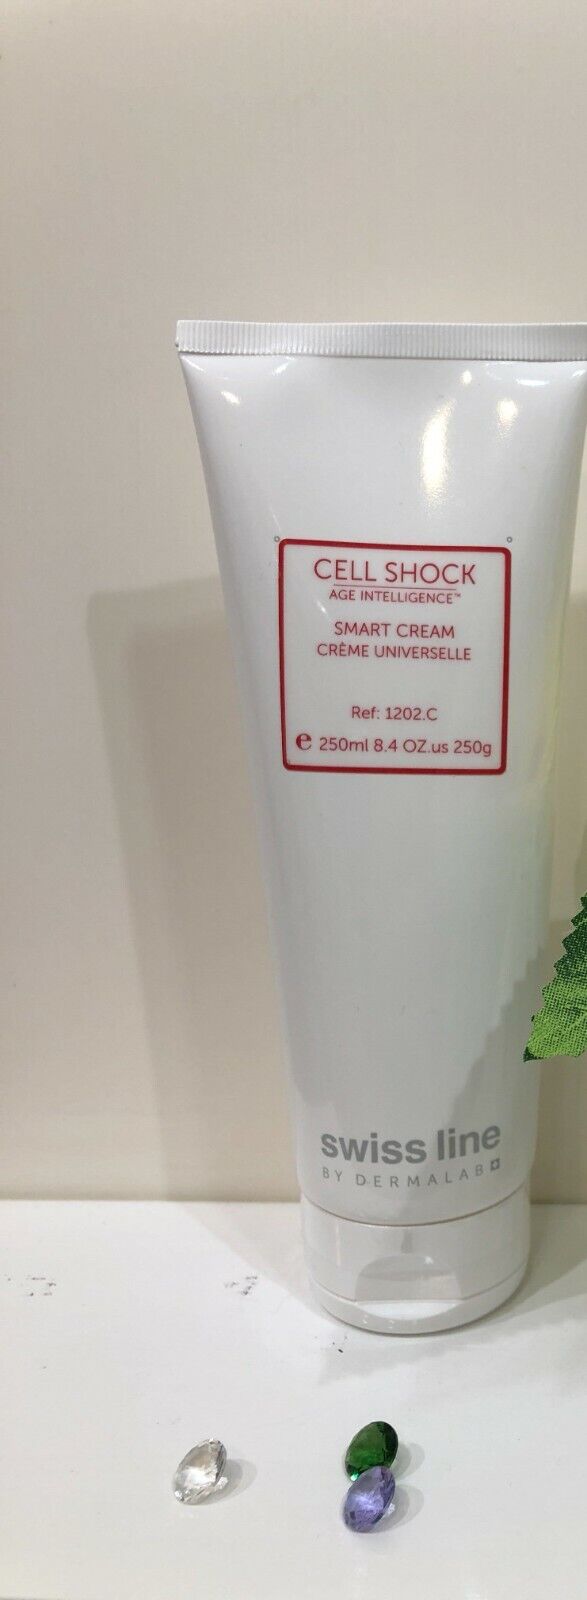 CELL SHOCK
AGE INTELLIGENCE™
SMART CREAM
CRÈME UNIVERSELLE
Ref: 1202.C
e 250ml 8.4 OZ.us 250g
swiss line
BY DERMALAB